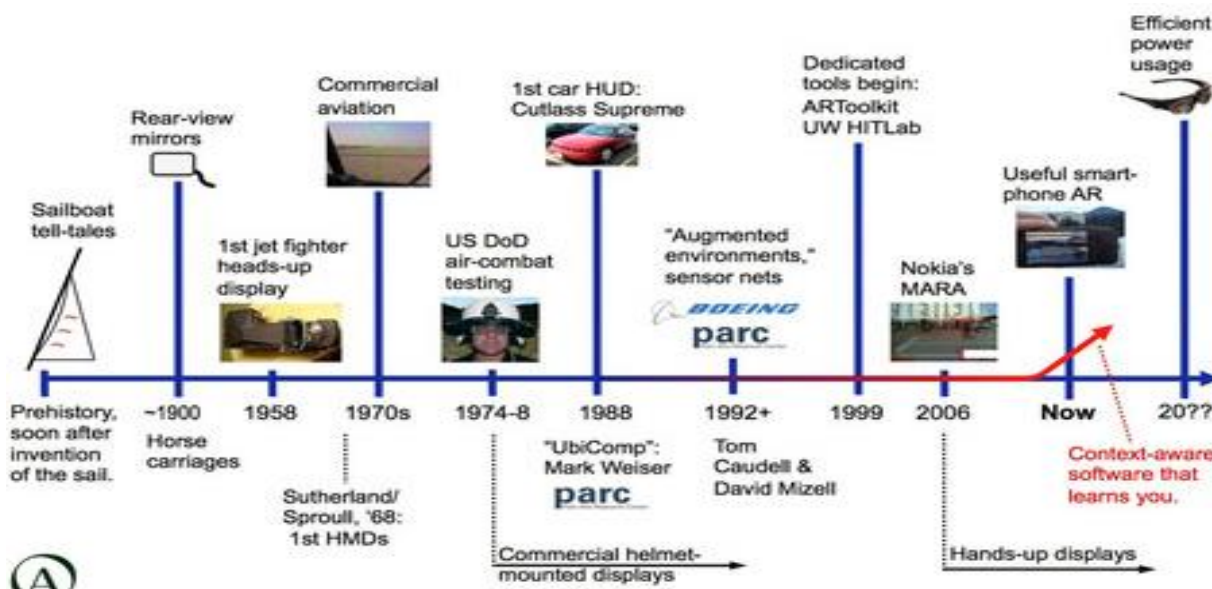 Sailboat
tell-tales
Prehistory,
soon after
invention
of the sail.
Rear-view
mirrors
~1900
Horse
carriages
1st jet fighter
heads-up
display
1958
Commercial
aviation
1970s
Sutherland/
Sproull, '68:
1st HMDs
US DoD
air-combat
testing
1974-8
Commercial helmet-
mounted displays
1st car HUD:
Cutlass Supreme
1988
"UbiComp":
Mark Weiser
parc
"Augmented
environments,"
sensor nets
BOEING
parc
1992+
Tom
Caudell &
David Mizell
Dedicated
tools begin:
ARToolkit
UW HITLab
1999
Nokia's
MARA
2006
Hands-up displays
Useful smart-
phone AR
Now
Context-aware
software that
learns you.
Efficient
power
usage
20??
A